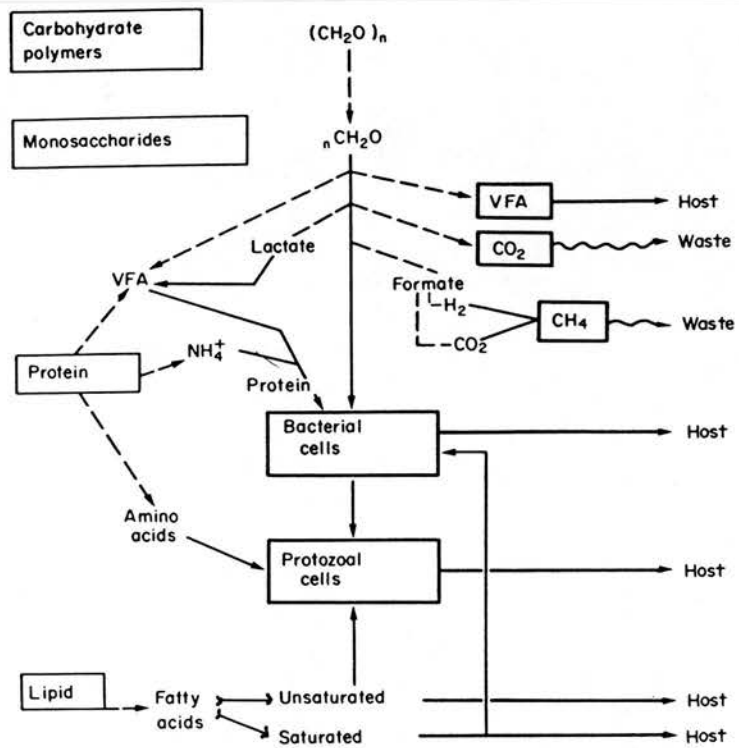 Carbohydrate
polymers
(CH₂O)ₙ
Monosaccharides
ₙCH₂O
VFA
Host
Lactate
CO₂
Waste
VFA
Formate
H₂
CH₄
Waste
CO₂
NH₄⁺
Protein
Protein
Bacterial
cells
Host
Amino
acids
Protozoal
cells
Host
Lipid
Fatty
acids
Unsaturated
Host
Saturated
Host